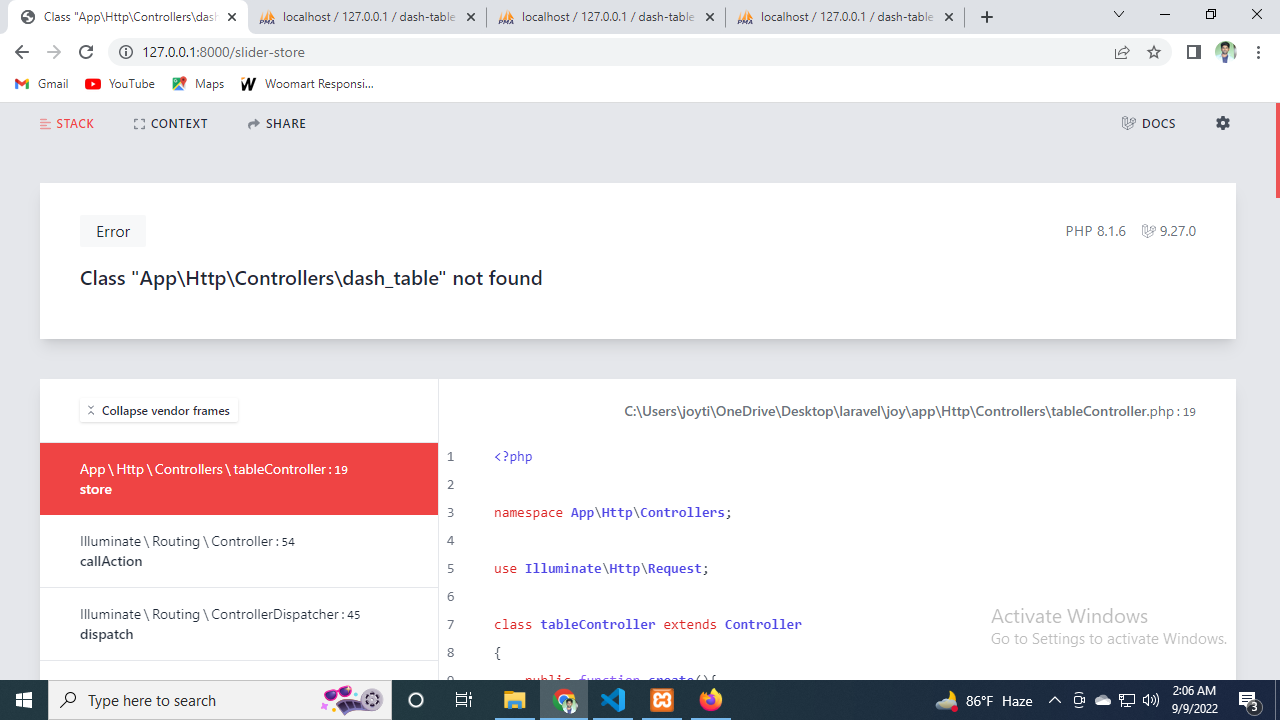 Class "App\Http\Controllers\dash
localhost / 127.0.0.1 / dash-table
localhost / 127.0.0.1 / dash-table
localhost / 127.0.0.1 / dash-table
127.0.0.1:8000/slider-store
Gmail
YouTube
Maps
Woomart Responsi...
STACK
CONTEXT
SHARE
DOCS
Error
PHP 8.1.6
9.27.0
Class "App\Http\Controllers\dash_table" not found
Collapse vendor frames
C:\Users\joyti\OneDrive\Desktop\laravel\joy\app\Http\Controllers\tableController.php : 19
App \ Http \ Controllers \ tableController : 19
store
Illuminate \ Routing \ Controller : 54
callAction
Illuminate \ Routing \ ControllerDispatcher : 45
dispatch
1 <?php
2
3 namespace App\Http\Controllers;
4
5 use Illuminate\Http\Request;
6
7 class tableController extends Controller
8 {
9 public function create(){
Activate Windows
Go to Settings to activate Windows.
Type here to search
86°F Haze
2:06 AM
9/9/2022
3